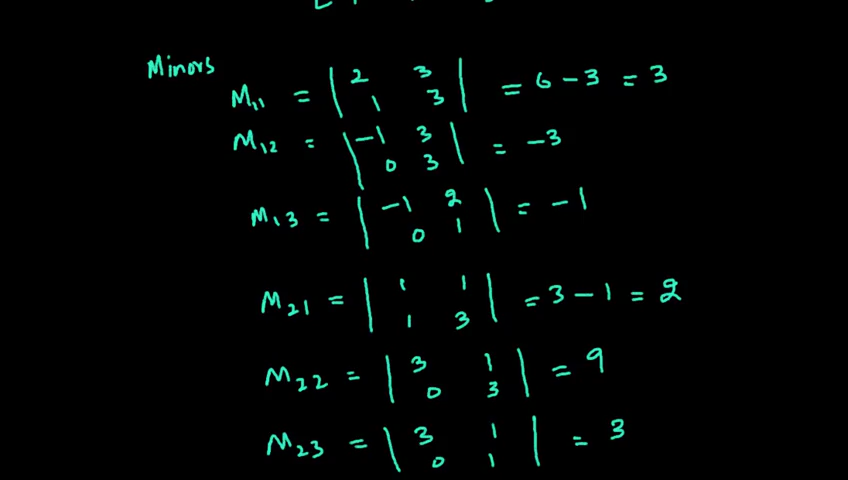 Minors
M₁₁ = | 2 3 | = 6 - 3 = 3
| 1 3 |
M₁₂ = | -1 3 | = -3
| 0 3 |
M₁₃ = | -1 2 | = -1
| 0 1 |
M₂₁ = | 1 1 | = 3 - 1 = 2
| 1 3 |
M₂₂ = | 3 1 | = 9
| 0 3 |
M₂₃ = | 3 1 | = 3
| 0 1 |